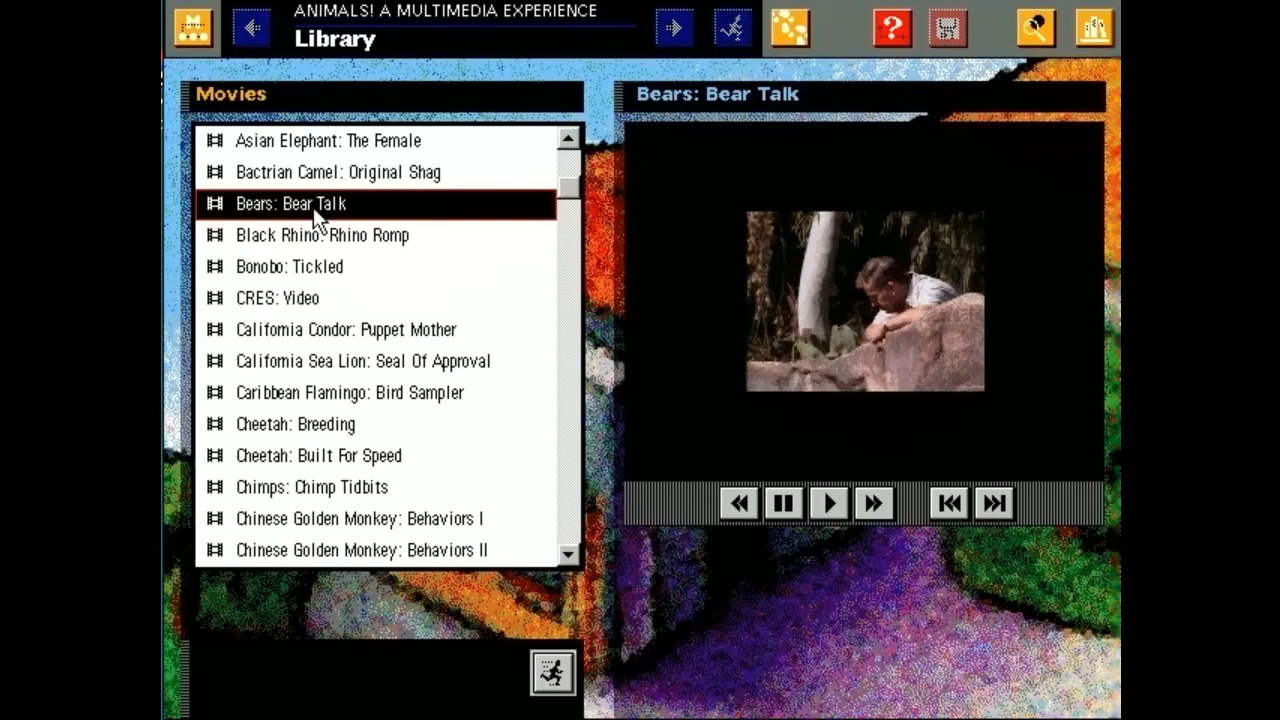 ANIMALS! A MULTIMEDIA EXPERIENCE
Library
?
Movies
Asian Elephant: The Female
Bactrian Camel: Original Shag
Bears: Bear Talk
Black Rhino: Rhino Romp
Bonobo: Tickled
CRES: Video
California Condor: Puppet Mother
California Sea Lion: Seal Of Approval
Caribbean Flamingo: Bird Sampler
Cheetah: Breeding
Cheetah: Built For Speed
Chimps: Chimp Tidbits
Chinese Golden Monkey: Behaviors I
Chinese Golden Monkey: Behaviors II
Bears: Bear Talk